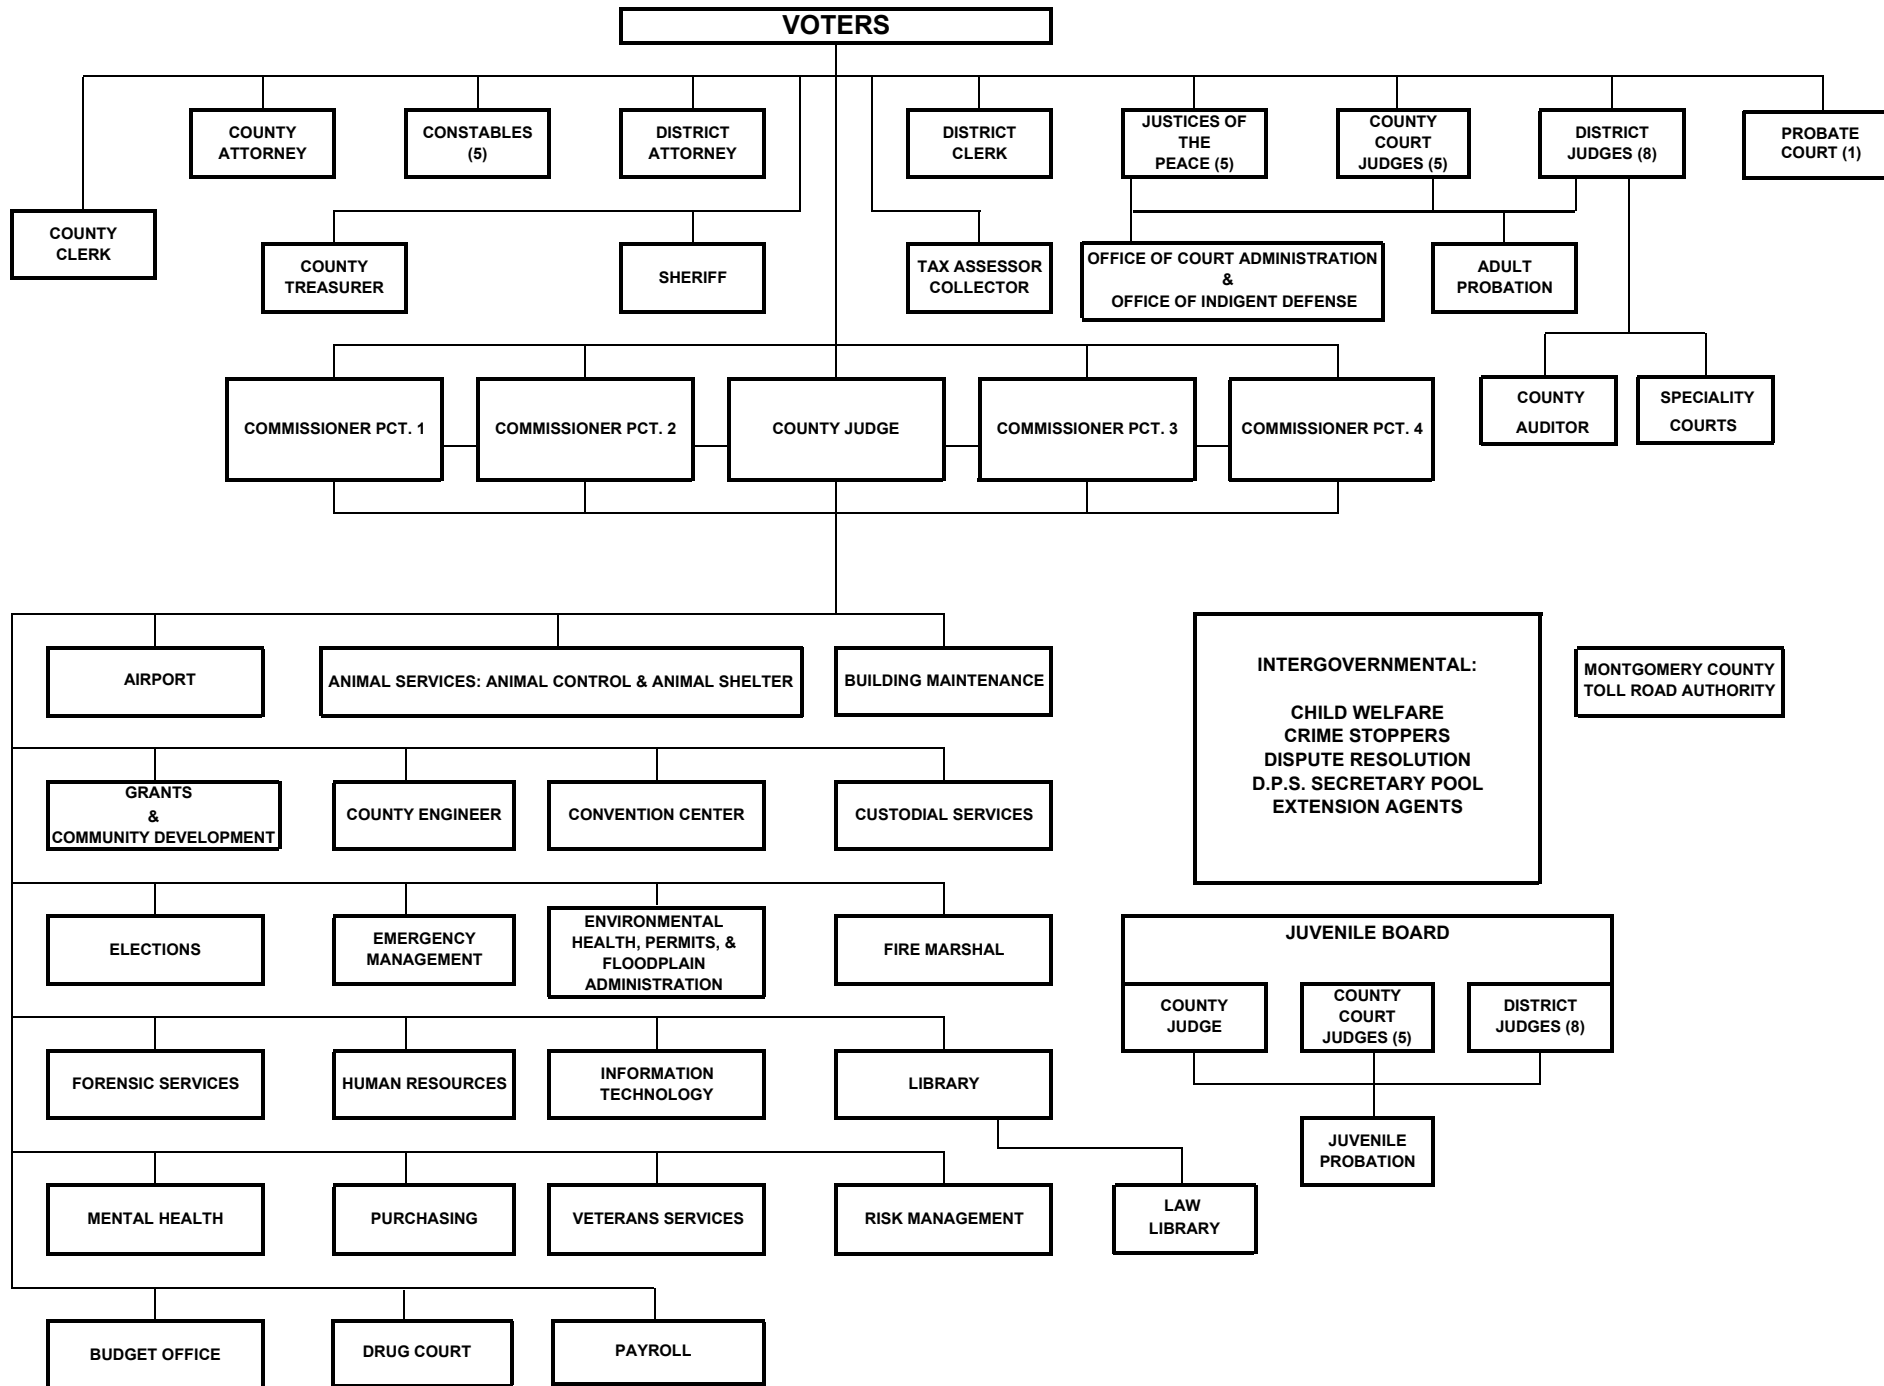 VOTERS
COUNTY
ATTORNEY
CONSTABLES
(5)
DISTRICT
ATTORNEY
DISTRICT
CLERK
JUSTICES OF
THE
PEACE (5)
COUNTY
COURT
JUDGES (5)
DISTRICT
JUDGES (8)
PROBATE
COURT (1)
COUNTY
CLERK
COUNTY
TREASURER
SHERIFF
TAX ASSESSOR
COLLECTOR
OFFICE OF COURT ADMINISTRATION
&
OFFICE OF INDIGENT DEFENSE
ADULT
PROBATION
COMMISSIONER PCT. 1
COMMISSIONER PCT. 2
COUNTY JUDGE
COMMISSIONER PCT. 3
COMMISSIONER PCT. 4
COUNTY
AUDITOR
SPECIALITY
COURTS
AIRPORT
ANIMAL SERVICES: ANIMAL CONTROL & ANIMAL SHELTER
BUILDING MAINTENANCE
INTERGOVERNMENTAL:
CHILD WELFARE
CRIME STOPPERS
DISPUTE RESOLUTION
D.P.S. SECRETARY POOL
EXTENSION AGENTS
MONTGOMERY COUNTY
TOLL ROAD AUTHORITY
GRANTS
&
COMMUNITY DEVELOPMENT
COUNTY ENGINEER
CONVENTION CENTER
CUSTODIAL SERVICES
ELECTIONS
EMERGENCY
MANAGEMENT
ENVIRONMENTAL
HEALTH, PERMITS, &
FLOODPLAIN
ADMINISTRATION
FIRE MARSHAL
JUVENILE BOARD
COUNTY
JUDGE
COUNTY
COURT
JUDGES (5)
DISTRICT
JUDGES (8)
FORENSIC SERVICES
HUMAN RESOURCES
INFORMATION
TECHNOLOGY
LIBRARY
JUVENILE
PROBATION
MENTAL HEALTH
PURCHASING
VETERANS SERVICES
RISK MANAGEMENT
LAW
LIBRARY
BUDGET OFFICE
DRUG COURT
PAYROLL